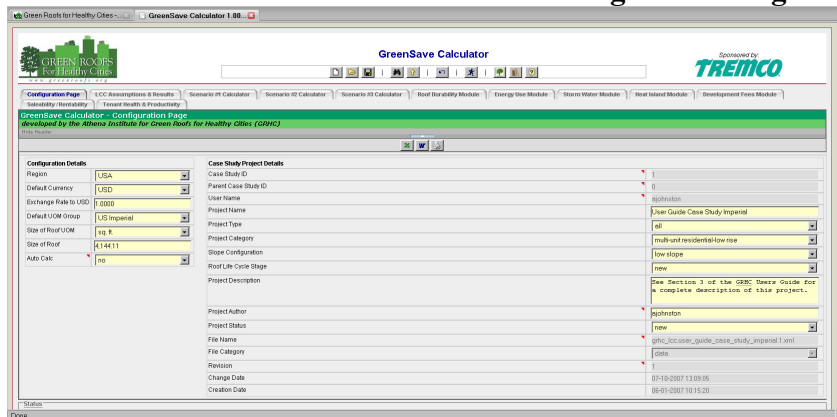 Green Roofs for Healthy Cities -...
GreenSave Calculator 1.00...
GREEN ROOFS
For Healthy Cities
www.greenroofs.org
GreenSave Calculator
Sponsored by:
TREMCO
Configuration Page
LCC Assumptions & Results
Scenario #1 Calculator
Scenario #2 Calculator
Scenario #3 Calculator
Roof Durability Module
Energy Use Module
Storm Water Module
Heat Island Module
Development Fees Module
Saleability / Rentability
Tenant Health & Productivity
GreenSave Calculator - Configuration Page
developed by the Athena Institute for Green Roofs for Healthy Cities (GRHC)
Hide Header
Configuration Details
Region USA
Default Currency USD
Exchange Rate to USD 1.0000
Default UOM Group US Imperial
Size of Roof UOM sq. ft.
Size of Roof 4,144.11
Auto Calc no
Case Study Project Details
Case Study ID 1
Parent Case Study ID 0
User Name ajohnston
Project Name User Guide Case Study Imperial
Project Type all
Project Category multi-unit residential-low rise
Slope Configuration low slope
Roof Life Cycle Stage new
Project Description See Section 3 of the GRHC Users Guide for
a complete description of this project.
Project Author ajohnston
Project Status new
File Name grhc_lcc.user_guide_case_study_imperial.1.xml
File Category data
Revision 1
Change Date 07-10-2007 13:09:05
Creation Date 06-01-2007 10:15:20
Status
Done